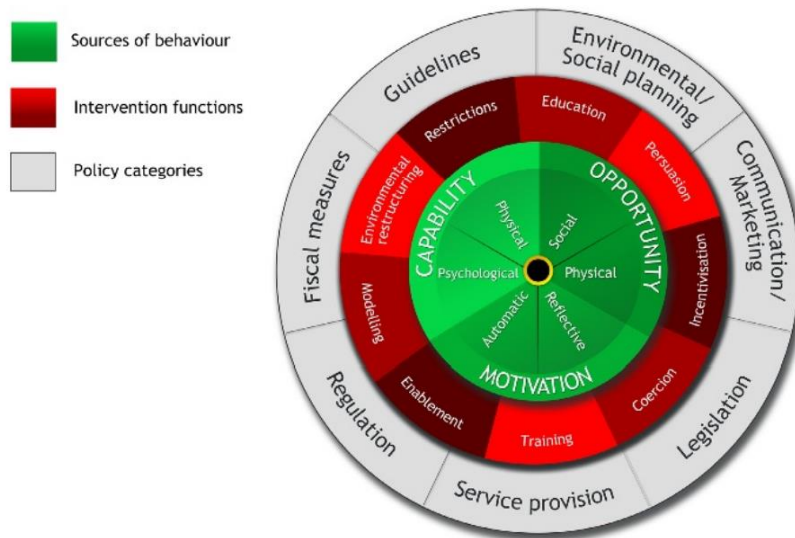 Sources of behaviour
Intervention functions
Policy categories
Guidelines
Environmental/
Social planning
Communication/
Marketing
Legislation
Service provision
Regulation
Fiscal measures
Restrictions
Education
Persuasion
Incentivisation
Coercion
Training
Enablement
Modelling
Environmental
restructuring
CAPABILITY
OPPORTUNITY
MOTIVATION
Physical
Social
Physical
Reflective
Automatic
Psychological